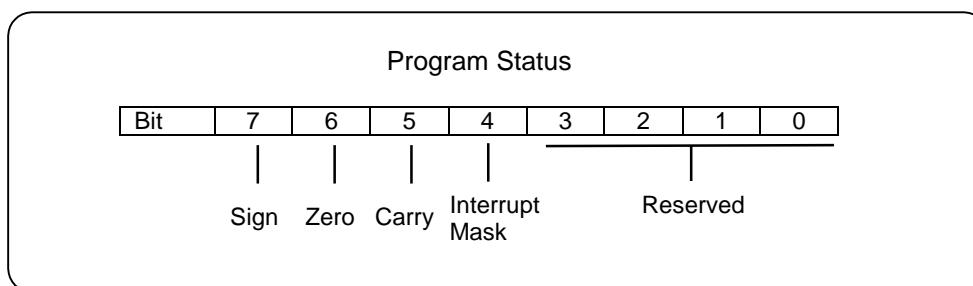 Program Status
Bit 7 6 5 4 3 2 1 0
Sign Zero Carry Interrupt Mask Reserved